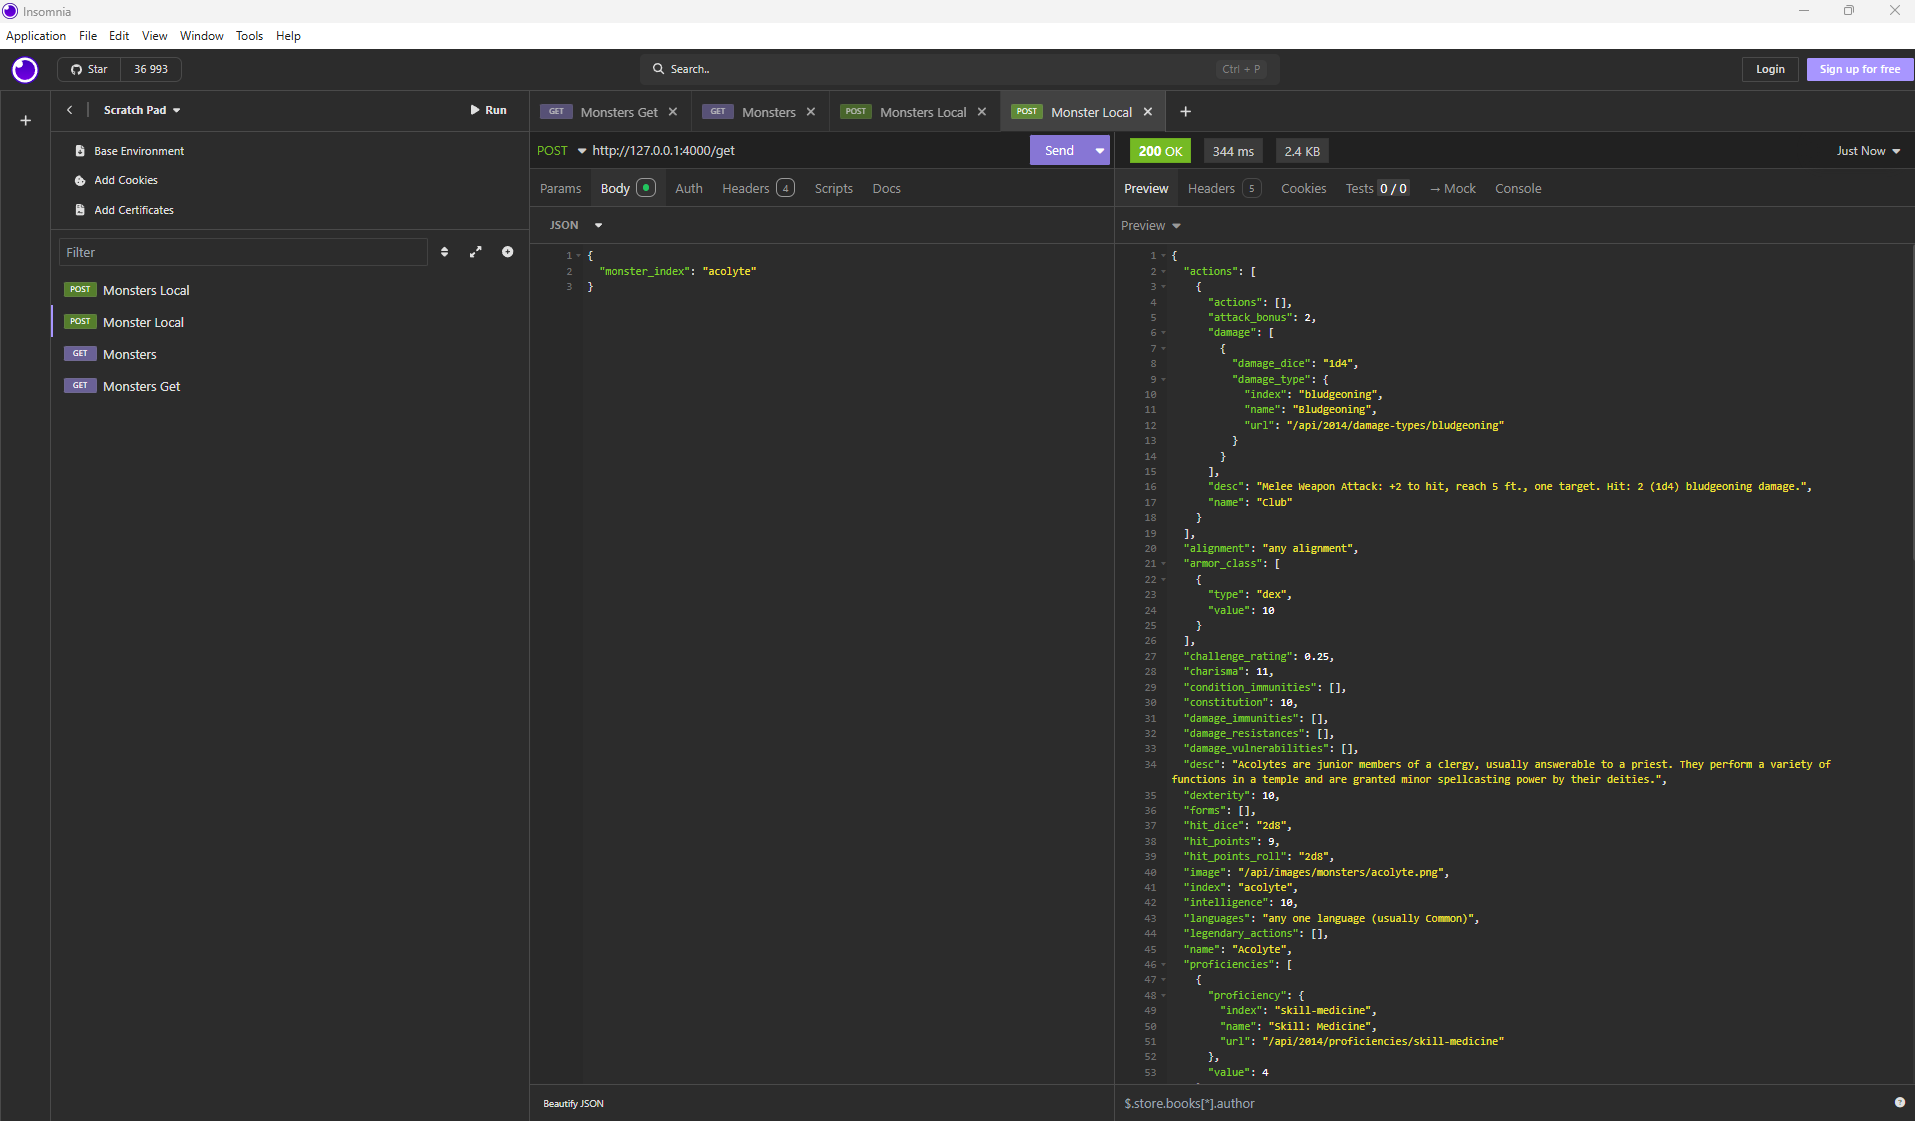 Insomnia
Application File Edit View Window Tools Help
Star 36 993
Search.. Ctrl + P
Login Sign up for free
Scratch Pad
Run
Base Environment
Add Cookies
Add Certificates
Filter
POST Monsters Local
POST Monster Local
GET Monsters
GET Monsters Get
GET Monsters Get
GET Monsters
POST Monsters Local
POST Monster Local
POST http://127.0.0.1:4000/get
Send
Params Body Auth Headers 4 Scripts Docs
JSON
1 {
2 "monster_index": "acolyte"
3 }
Beautify JSON
200 OK 344 ms 2.4 KB
Just Now
Preview Headers 5 Cookies Tests 0 / 0 → Mock Console
Preview
1 {
2 "actions": [
3 {
4 "actions": [],
5 "attack_bonus": 2,
6 "damage": [
7 {
8 "damage_dice": "1d4",
9 "damage_type": {
10 "index": "bludgeoning",
11 "name": "Bludgeoning",
12 "url": "/api/2014/damage-types/bludgeoning"
13 }
14 }
15 ],
16 "desc": "Melee Weapon Attack: +2 to hit, reach 5 ft., one target. Hit: 2 (1d4) bludgeoning damage.",
17 "name": "Club"
18 }
19 ],
20 "alignment": "any alignment",
21 "armor_class": [
22 {
23 "type": "dex",
24 "value": 10
25 }
26 ],
27 "challenge_rating": 0.25,
28 "charisma": 11,
29 "condition_immunities": [],
30 "constitution": 10,
31 "damage_immunities": [],
32 "damage_resistances": [],
33 "damage_vulnerabilities": [],
34 "desc": "Acolytes are junior members of a clergy, usually answerable to a priest. They perform a variety of
functions in a temple and are granted minor spellcasting power by their deities.",
35 "dexterity": 10,
36 "forms": [],
37 "hit_dice": "2d8",
38 "hit_points": 9,
39 "hit_points_roll": "2d8",
40 "image": "/api/images/monsters/acolyte.png",
41 "index": "acolyte",
42 "intelligence": 10,
43 "languages": "any one language (usually Common)",
44 "legendary_actions": [],
45 "name": "Acolyte",
46 "proficiencies": [
47 {
48 "proficiency": {
49 "index": "skill-medicine",
50 "name": "Skill: Medicine",
51 "url": "/api/2014/proficiencies/skill-medicine"
52 },
53 "value": 4
$.store.books[*].author